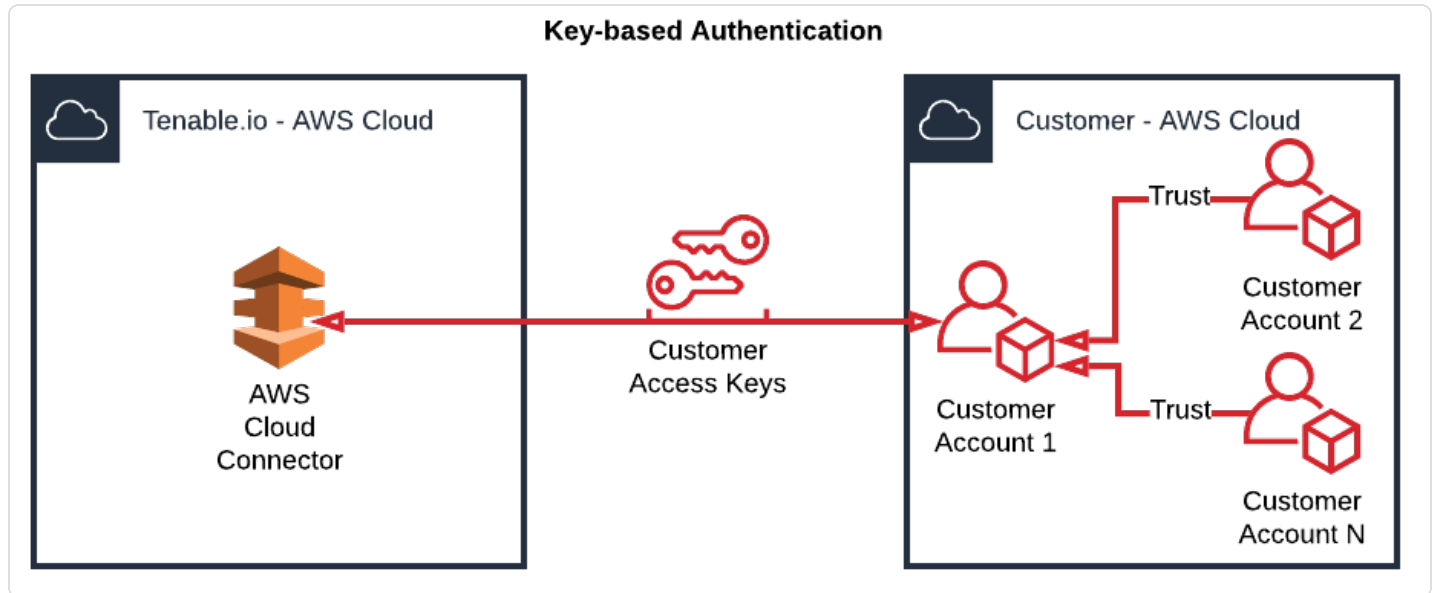 Key-based Authentication
Tenable.io - AWS Cloud
Customer - AWS Cloud
Trust
Customer
Account 2
Customer
Access Keys
AWS
Cloud
Connector
Customer
Account 1
Trust
Customer
Account N